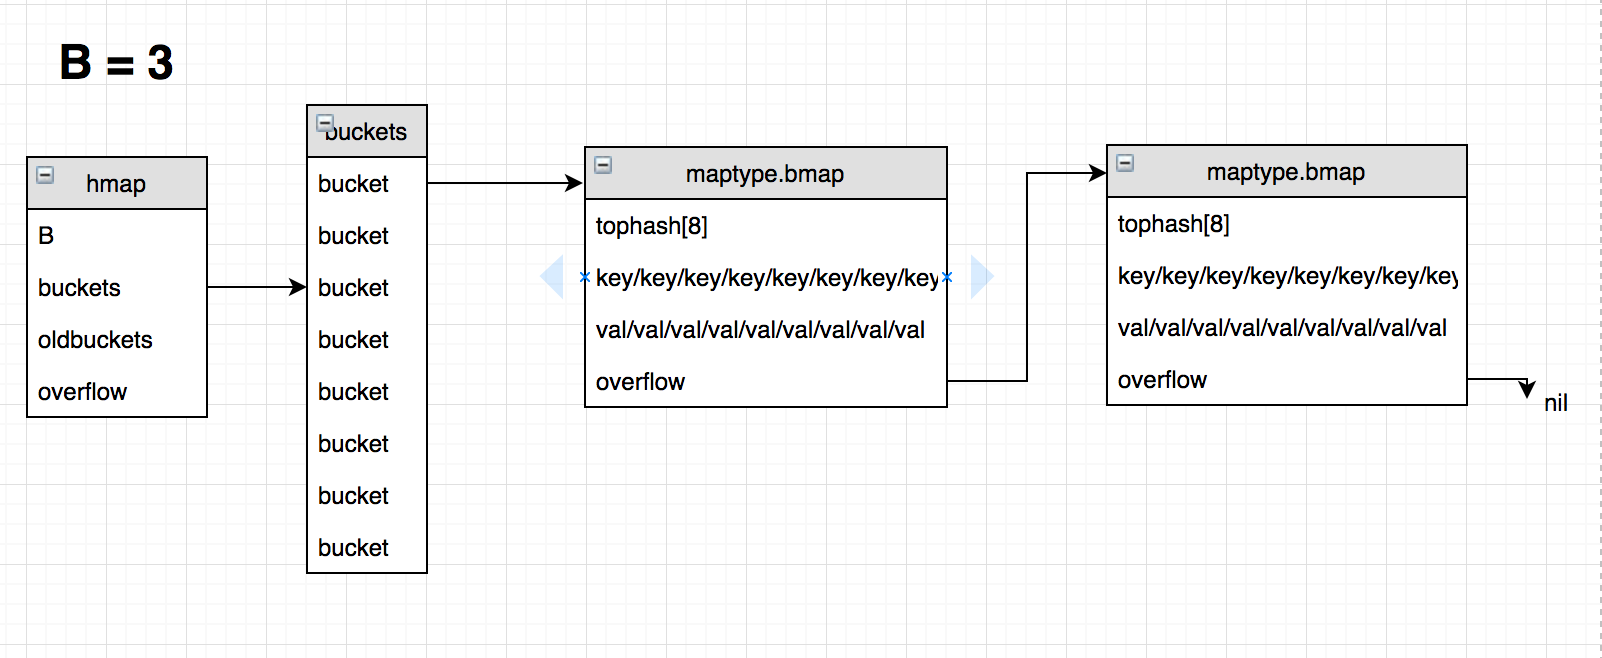 B = 3
hmap
B
buckets
oldbuckets
overflow
buckets
bucket
bucket
bucket
bucket
bucket
bucket
bucket
bucket
maptype.bmap
tophash[8]
key/key/key/key/key/key/key/key
val/val/val/val/val/val/val/val/val
overflow
maptype.bmap
tophash[8]
key/key/key/key/key/key/key/key
val/val/val/val/val/val/val/val/val
overflow
nil